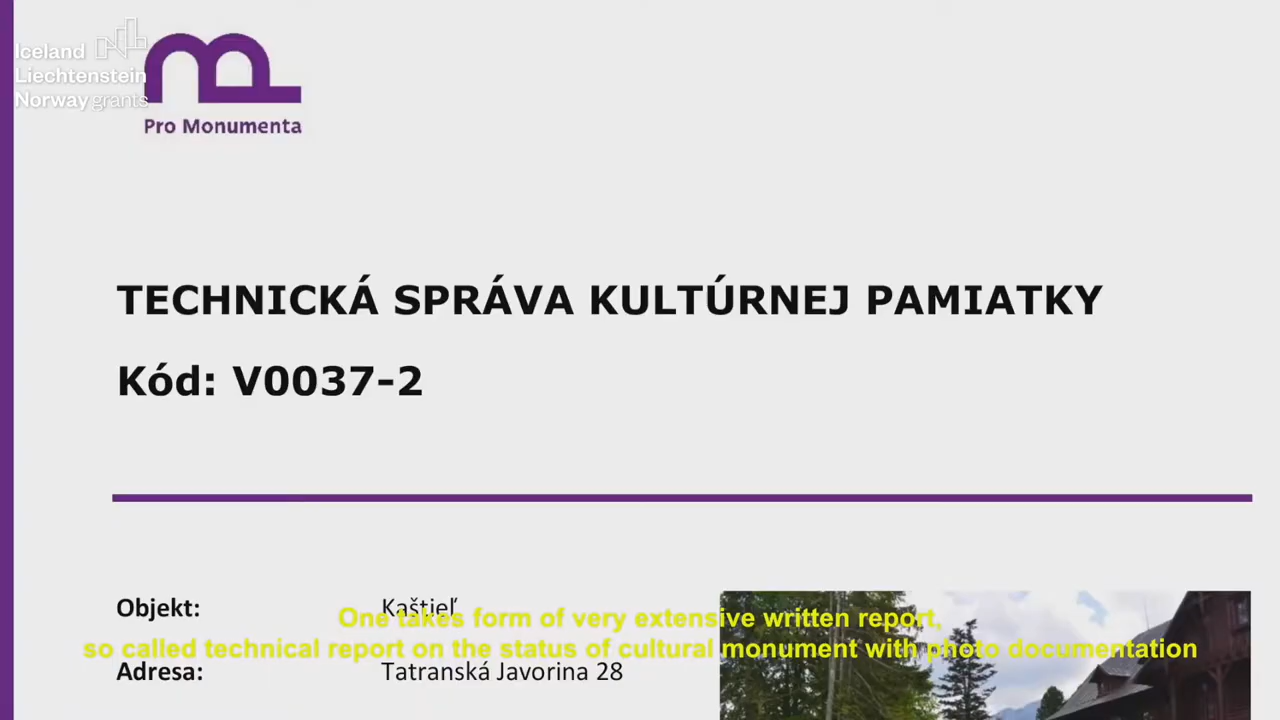 Iceland
Liechtenstein
Norway grants
Pro Monumenta
TECHNICKÁ SPRÁVA KULTÚRNEJ PAMIATKY
Kód: V0037-2
Objekt: Kaštieľ
One takes form of very extensive written report,
so called technical report on the status of cultural monument with photo documentation
Adresa: Tatranská Javorina 28